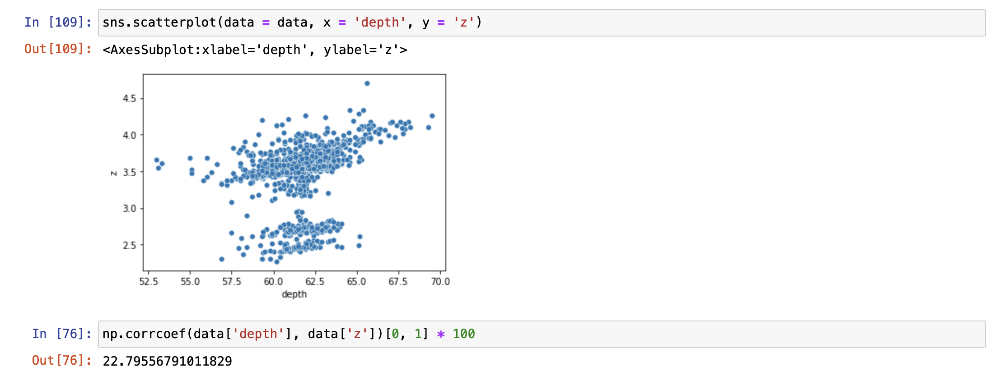 In [109]: sns.scatterplot(data = data, x = 'depth', y = 'z')
Out[109]: <AxesSubplot:xlabel='depth', ylabel='z'>
4.5
4.0
3.5
3.0
2.5
z
52.5 55.0 57.5 60.0 62.5 65.0 67.5 70.0
depth
In [76]: np.corrcoef(data['depth'], data['z'])[0, 1] * 100
Out[76]: 22.79556791011829